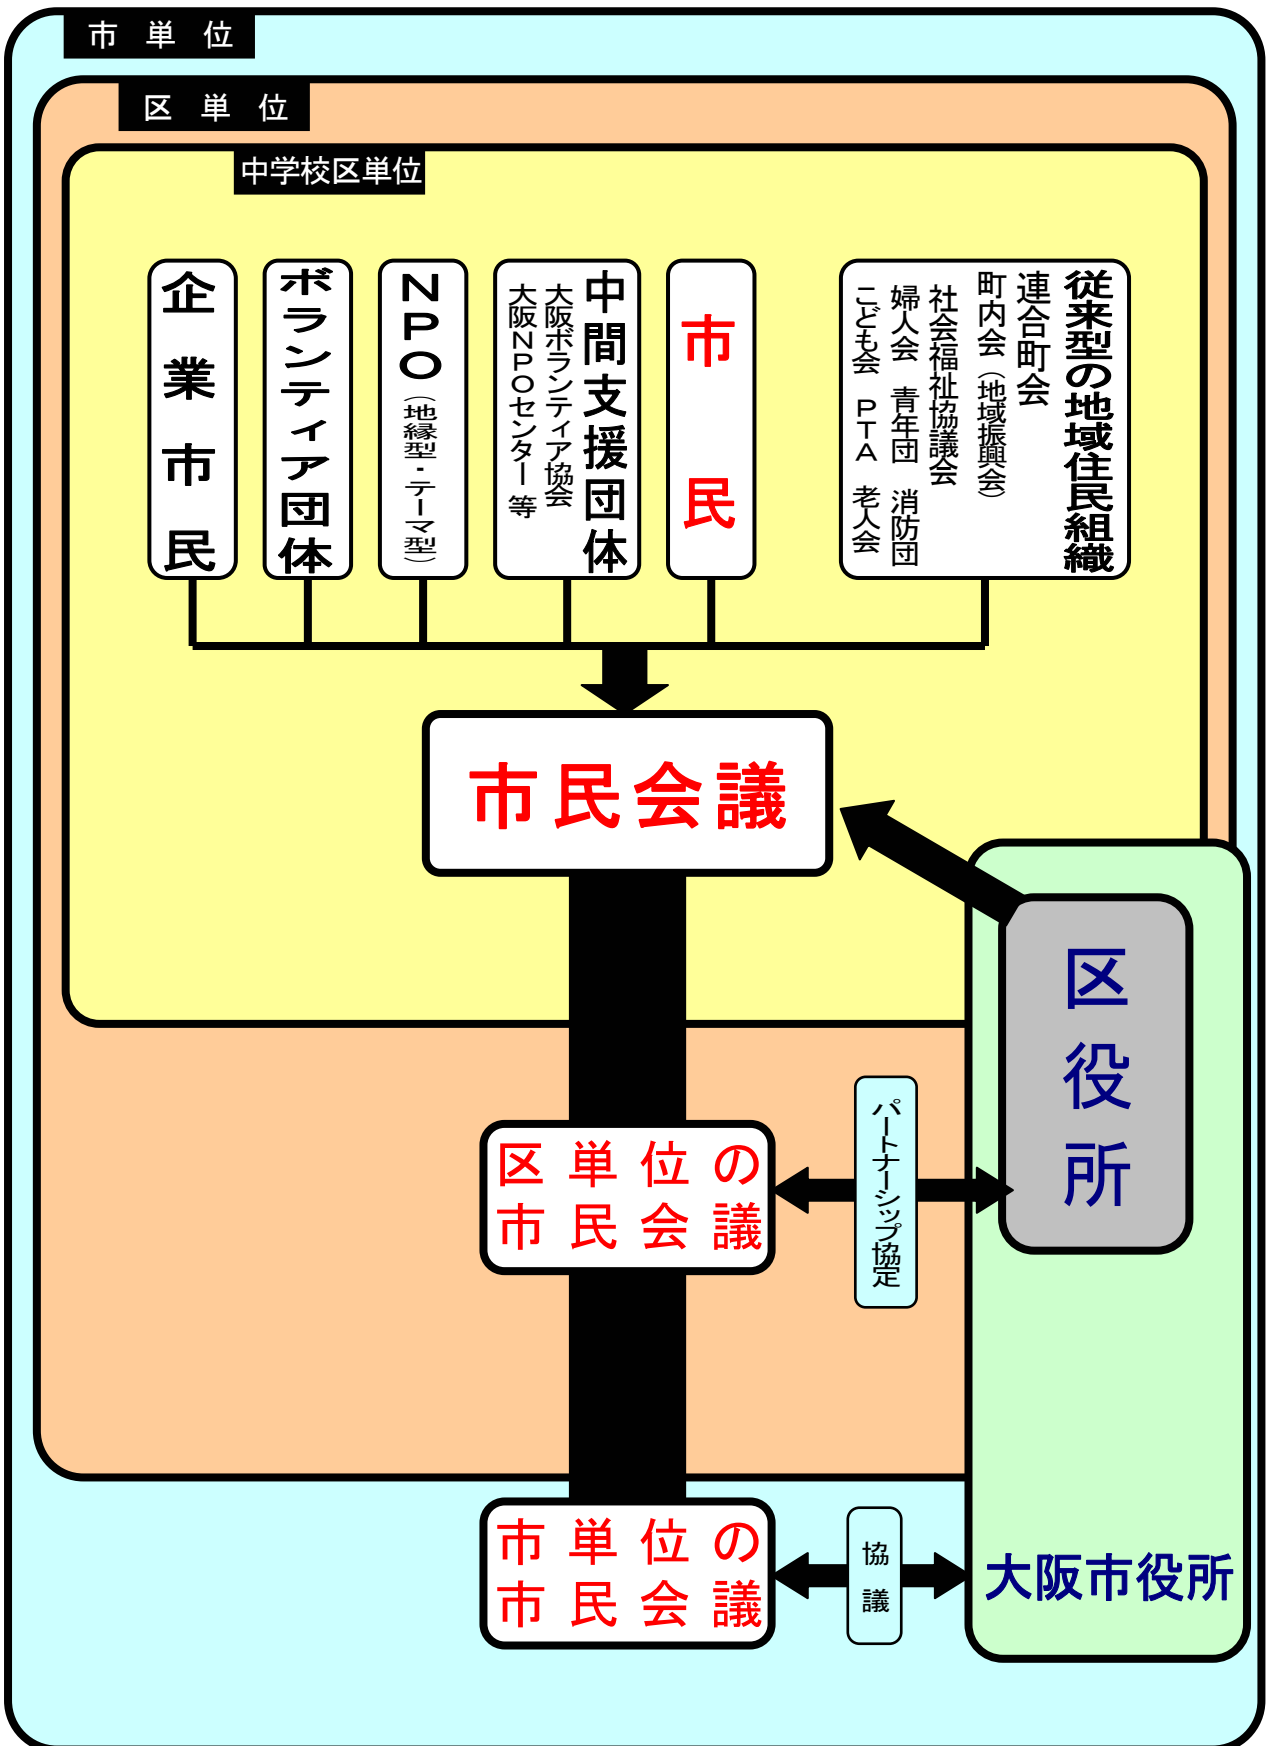 市単位
区単位
中学校区単位
企業市民
ボランティア団体
NPO（地縁型・テーマ型）
中間支援団体
大阪ボランティア協会
大阪NPOセンター 等
市民
従来型の地域住民組織
連合町会
町内会（地域振興会）
社会福祉協議会
婦人会 青年団 消防団
こども会 PTA 老人会
市民会議
区役所
区単位の
市民会議
パートナーシップ協定
市単位の
市民会議
協議
大阪市役所